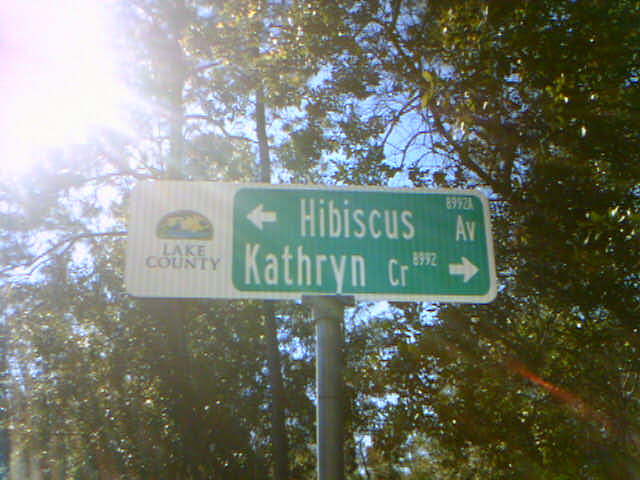 LAKE
COUNTY
Hibiscus Av 8992A
Kathryn Cr 8992